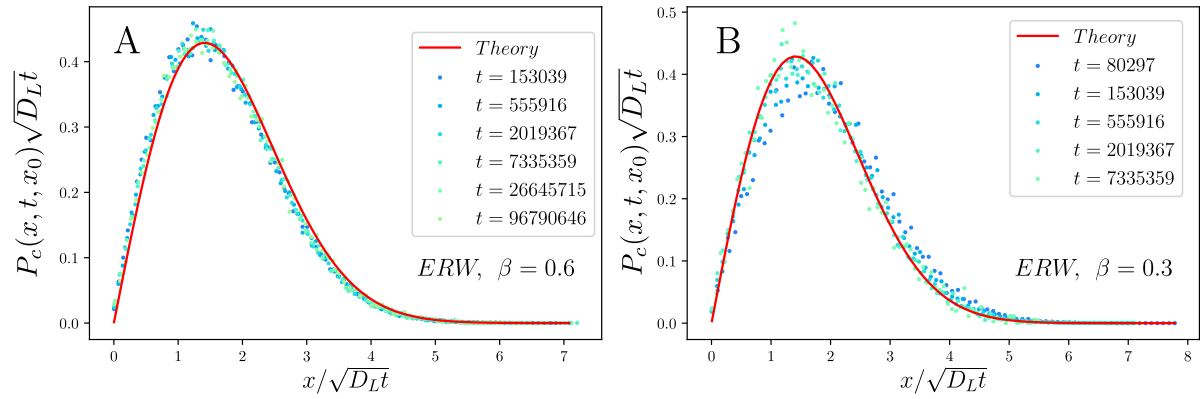 A
Theory
t = 153039
t = 555916
t = 2019367
t = 7335359
t = 26645715
t = 96790646
ERW, β = 0.6
P_c(x, t, x_0)√D_L t
0.0
0.1
0.2
0.3
0.4
0 1 2 3 4 5 6 7
x/√D_L t
B
Theory
t = 80297
t = 153039
t = 555916
t = 2019367
t = 7335359
ERW, β = 0.3
P_c(x, t, x_0)√D_L t
0.0
0.1
0.2
0.3
0.4
0.5
0 1 2 3 4 5 6 7 8
x/√D_L t